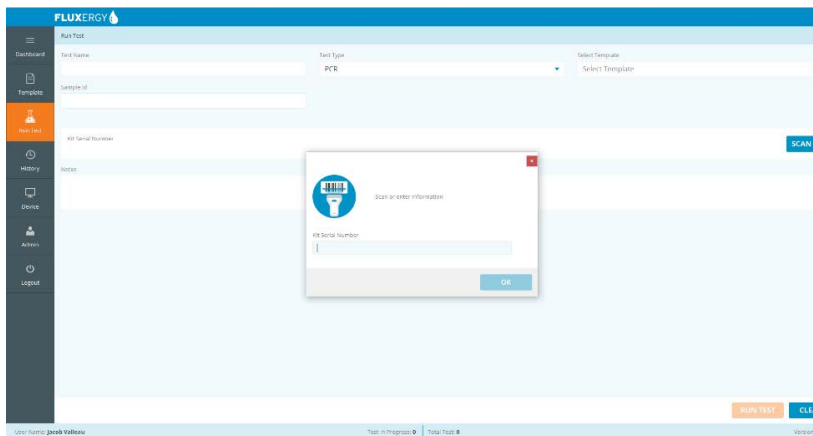 FLUXERGY
Run Test
Dashboard
Test Name
Test Type
Select Template
PCR
Select Template
Template
Sample Id
Run Test
Kit Serial Number
SCAN
History
Notes
Scan or enter information
Device
Kit Serial Number
Admin
OK
Logout
RUN TEST
CLE
User Name: Jacob Valleau
Test in Progress: 0
Total Test: 8
Version